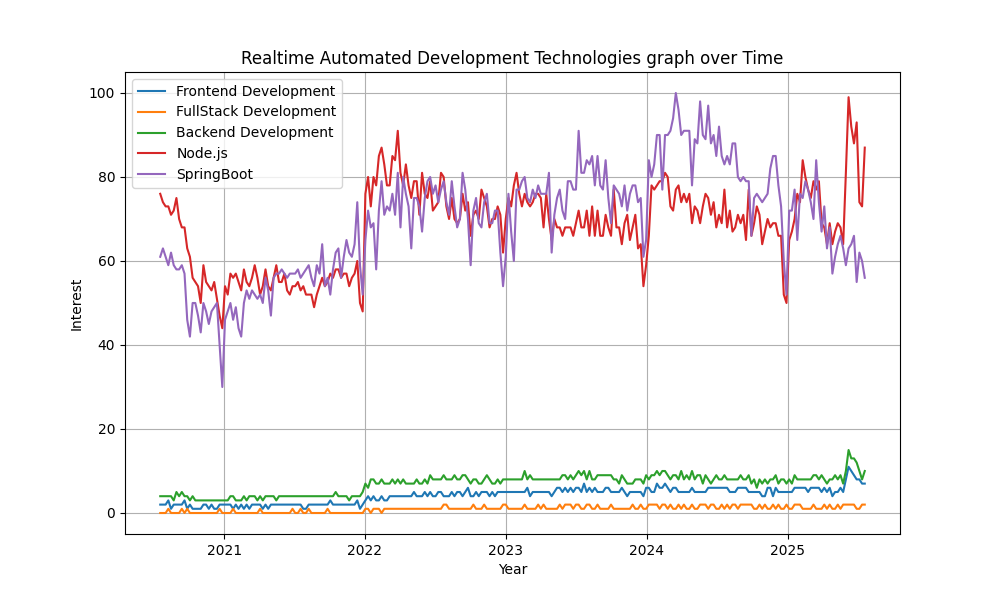 Realtime Automated Development Technologies graph over Time
Frontend Development
FullStack Development
Backend Development
Node.js
SpringBoot
100
80
60
40
20
0
Interest
2021 2022 2023 2024 2025
Year